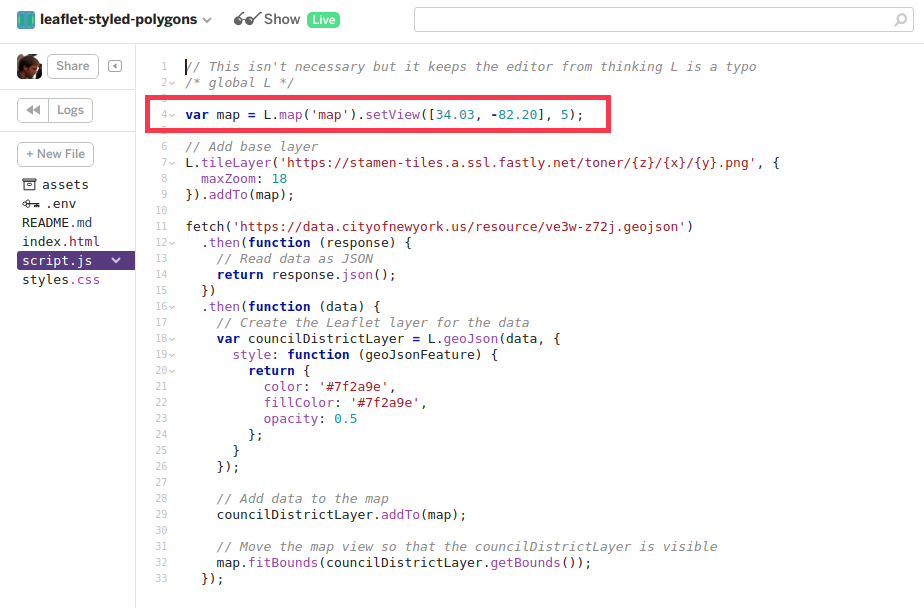 leaflet-styled-polygons Show Live
Share
Logs
+ New File
assets
.env
README.md
index.html
script.js
styles.css
1 // This isn't necessary but it keeps the editor from thinking L is a typo
2 /* global L */
3
4 var map = L.map('map').setView([34.03, -82.20], 5);
5
6 // Add base layer
7 L.tileLayer('https://stamen-tiles.a.ssl.fastly.net/toner/{z}/{x}/{y}.png', {
8 maxZoom: 18
9 }).addTo(map);
10
11 fetch('https://data.cityofnewyork.us/resource/ve3w-z72j.geojson')
12 .then(function (response) {
13 // Read data as JSON
14 return response.json();
15 })
16 .then(function (data) {
17 // Create the Leaflet layer for the data
18 var councilDistrictLayer = L.geoJson(data, {
19 style: function (geoJsonFeature) {
20 return {
21 color: '#7f2a9e',
22 fillColor: '#7f2a9e',
23 opacity: 0.5
24 };
25 }
26 });
27
28 // Add data to the map
29 councilDistrictLayer.addTo(map);
30
31 // Move the map view so that the councilDistrictLayer is visible
32 map.fitBounds(councilDistrictLayer.getBounds());
33 });